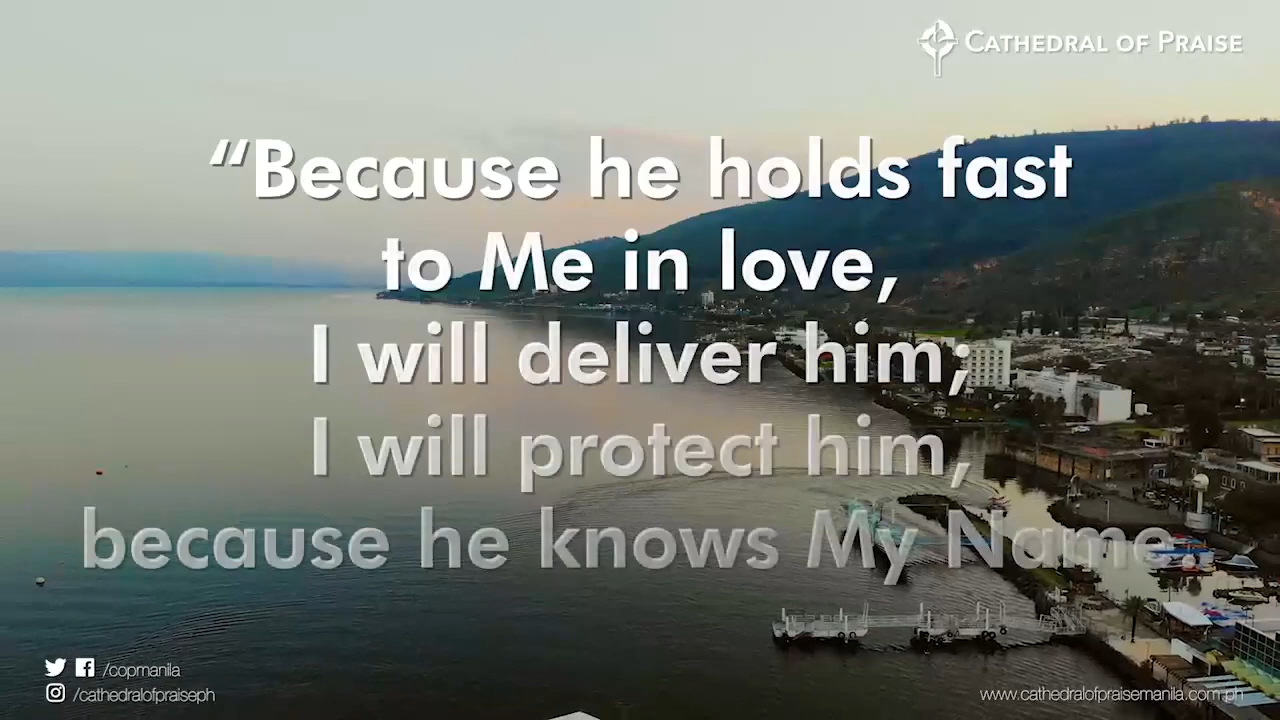 CATHEDRAL OF PRAISE
“Because he holds fast
to Me in love,
I will deliver him;
I will protect him,
because he knows My Name.
/copmanila
/cathedralofpraiseph
www.cathedralofpraisemanila.com.ph